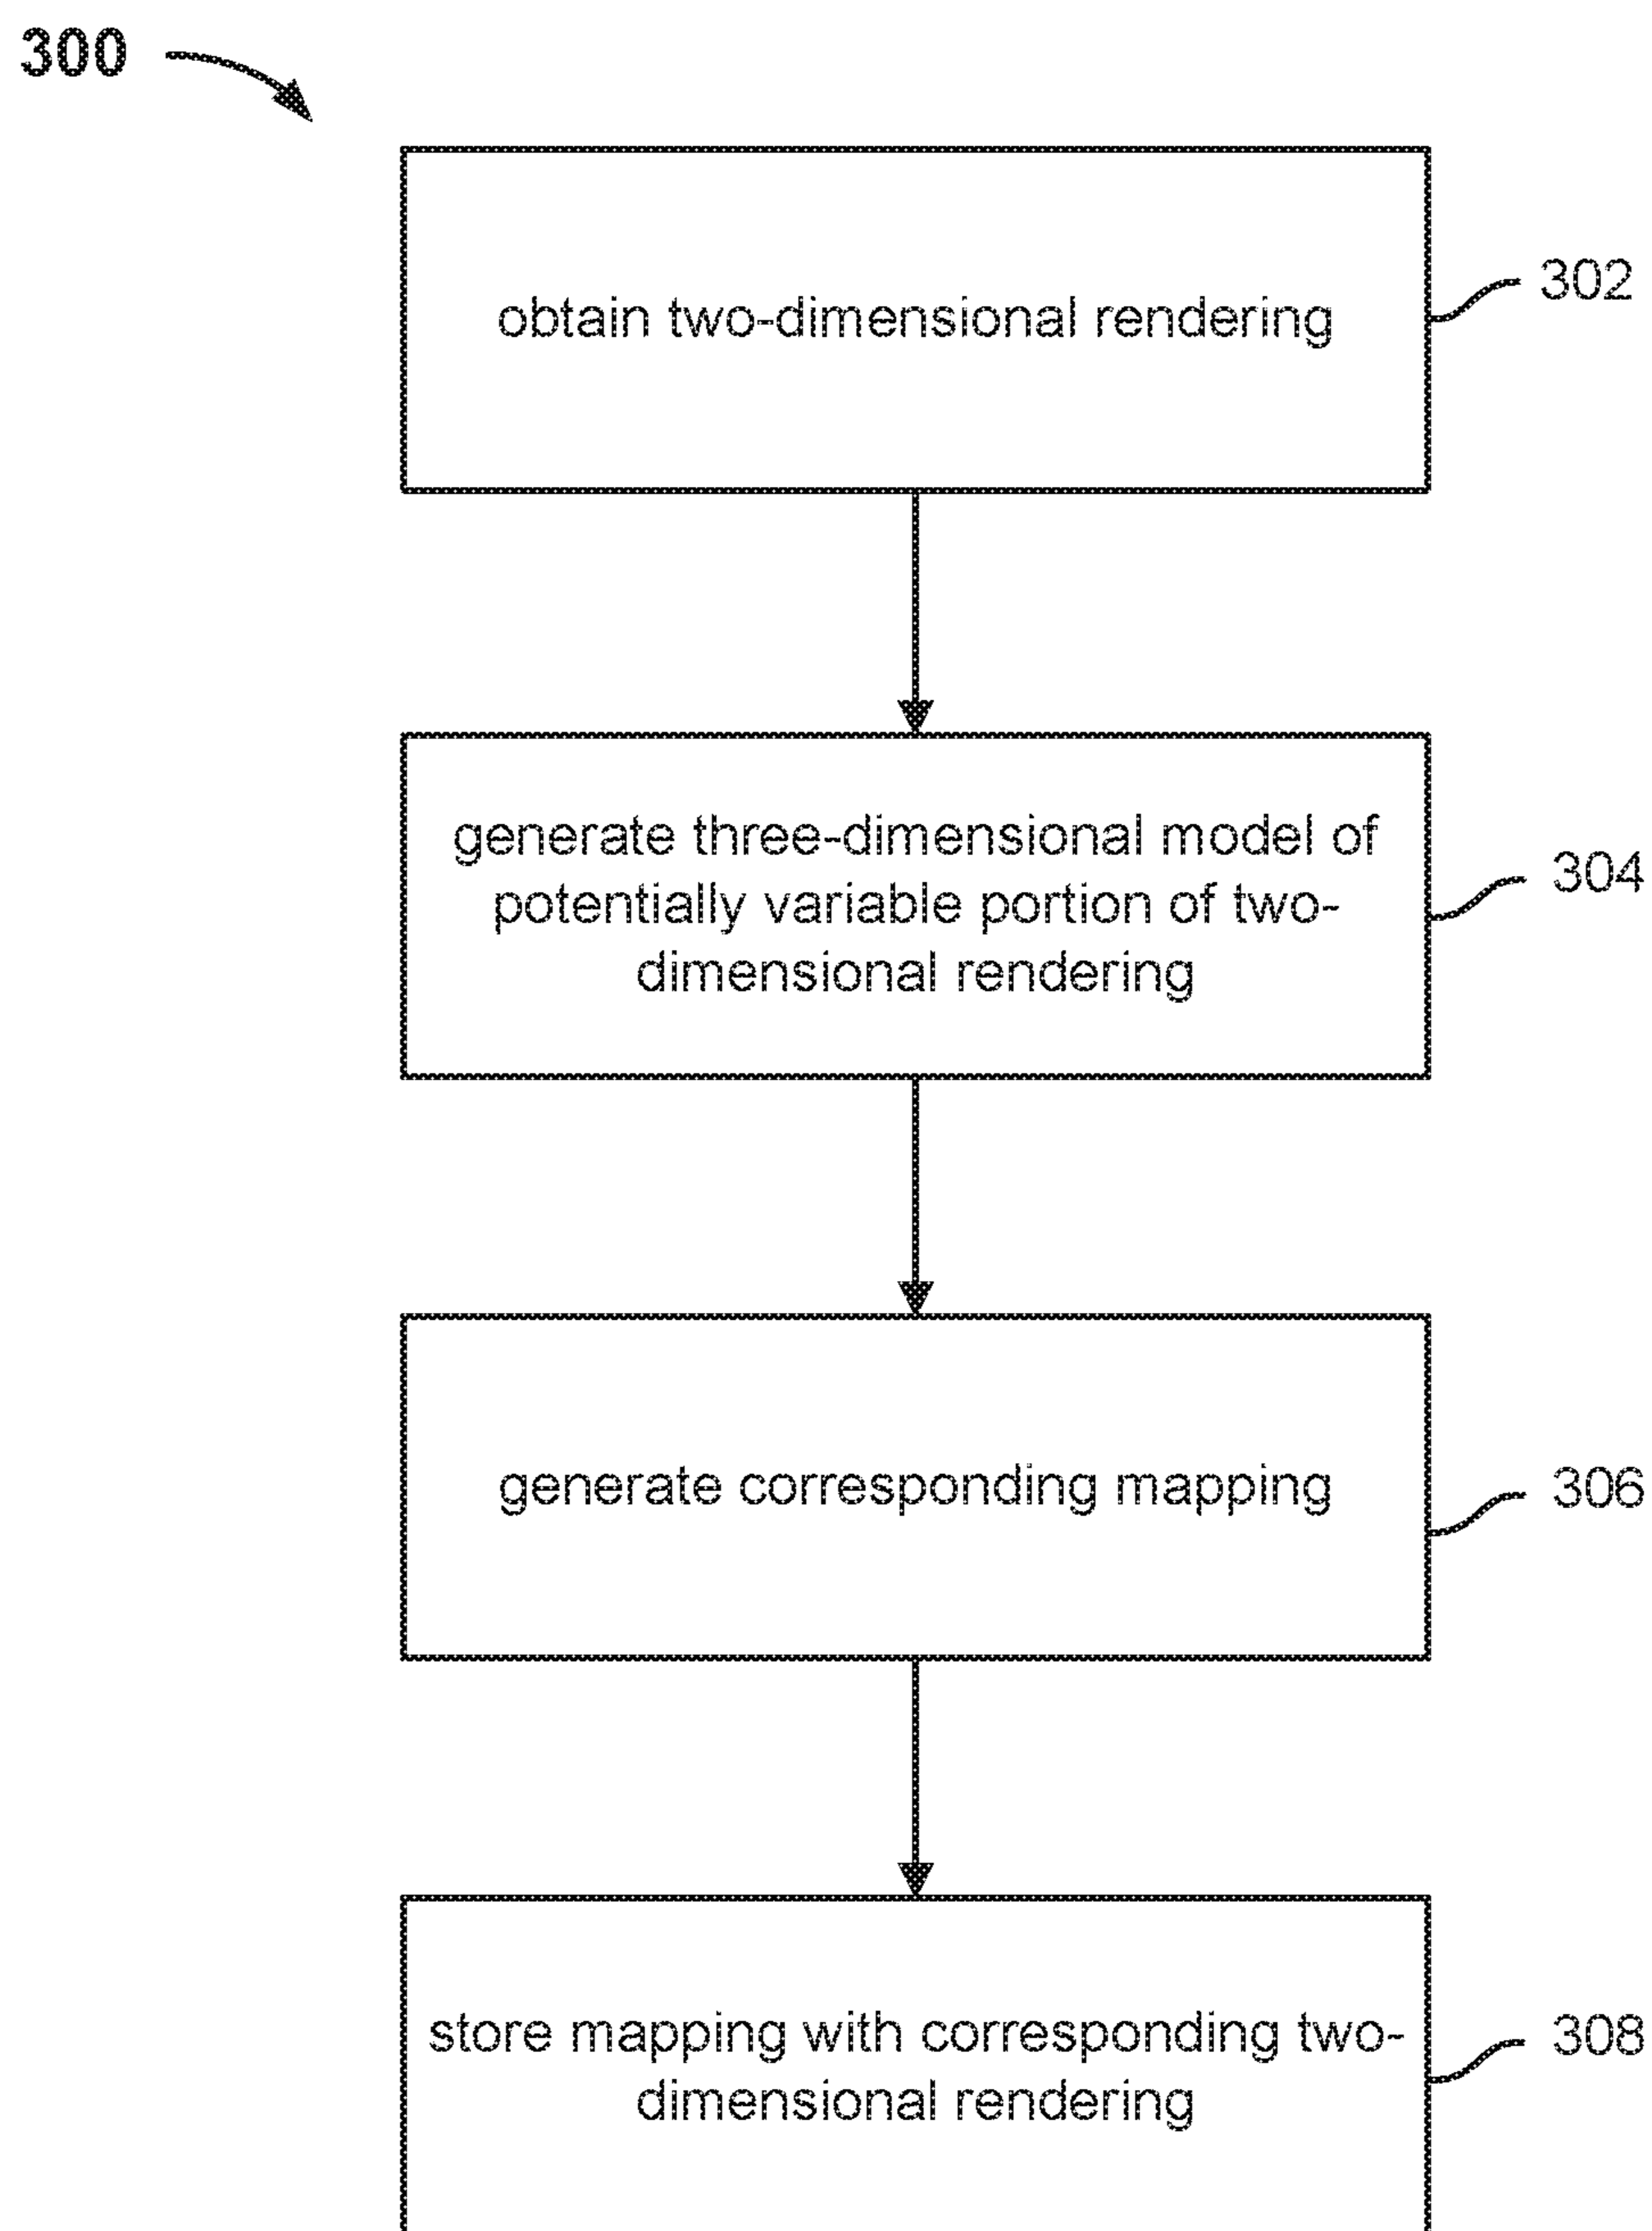 300
obtain two-dimensional rendering
302
generate three-dimensional model of
potentially variable portion of two-
dimensional rendering
304
generate corresponding mapping
306
store mapping with corresponding two-
dimensional rendering
308